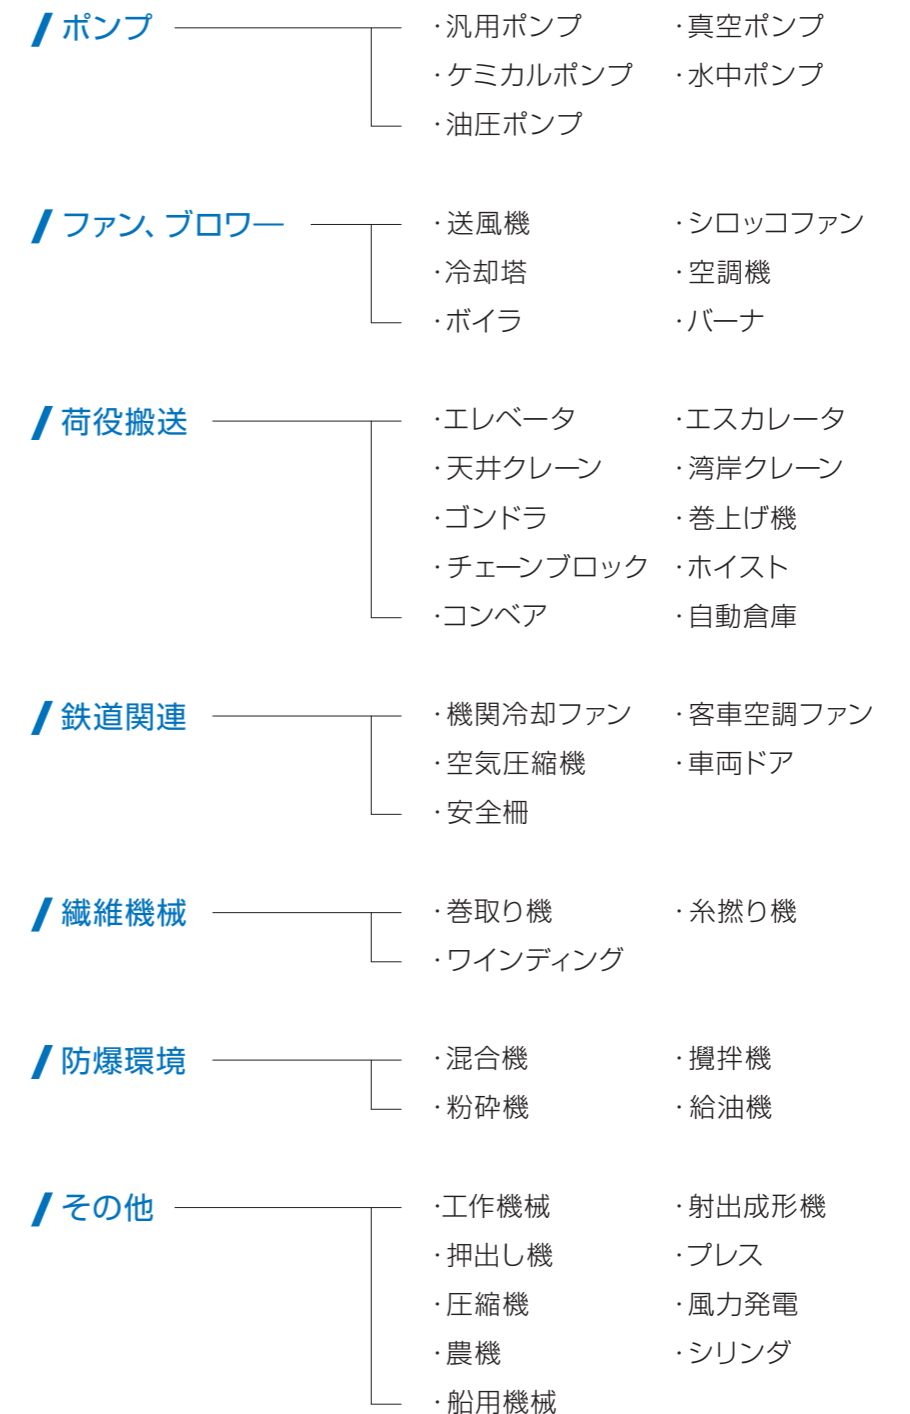 ポンプ ・汎用ポンプ ・真空ポンプ
・ケミカルポンプ ・水中ポンプ
・油圧ポンプ
ファン、ブロワー ・送風機 ・シロッコファン
・冷却塔 ・空調機
・ボイラ ・バーナ
荷役搬送 ・エレベータ ・エスカレータ
・天井クレーン ・湾岸クレーン
・ゴンドラ ・巻上げ機
・チェーンブロック ・ホイスト
・コンベア ・自動倉庫
鉄道関連 ・機関冷却ファン ・客車空調ファン
・空気圧縮機 ・車両ドア
・安全柵
繊維機械 ・巻取り機 ・糸撚り機
・ワインディング
防爆環境 ・混合機 ・攪拌機
・粉砕機 ・給油機
その他 ・工作機械 ・射出成形機
・押出し機 ・プレス
・圧縮機 ・風力発電
・農機 ・シリンダ
・船用機械